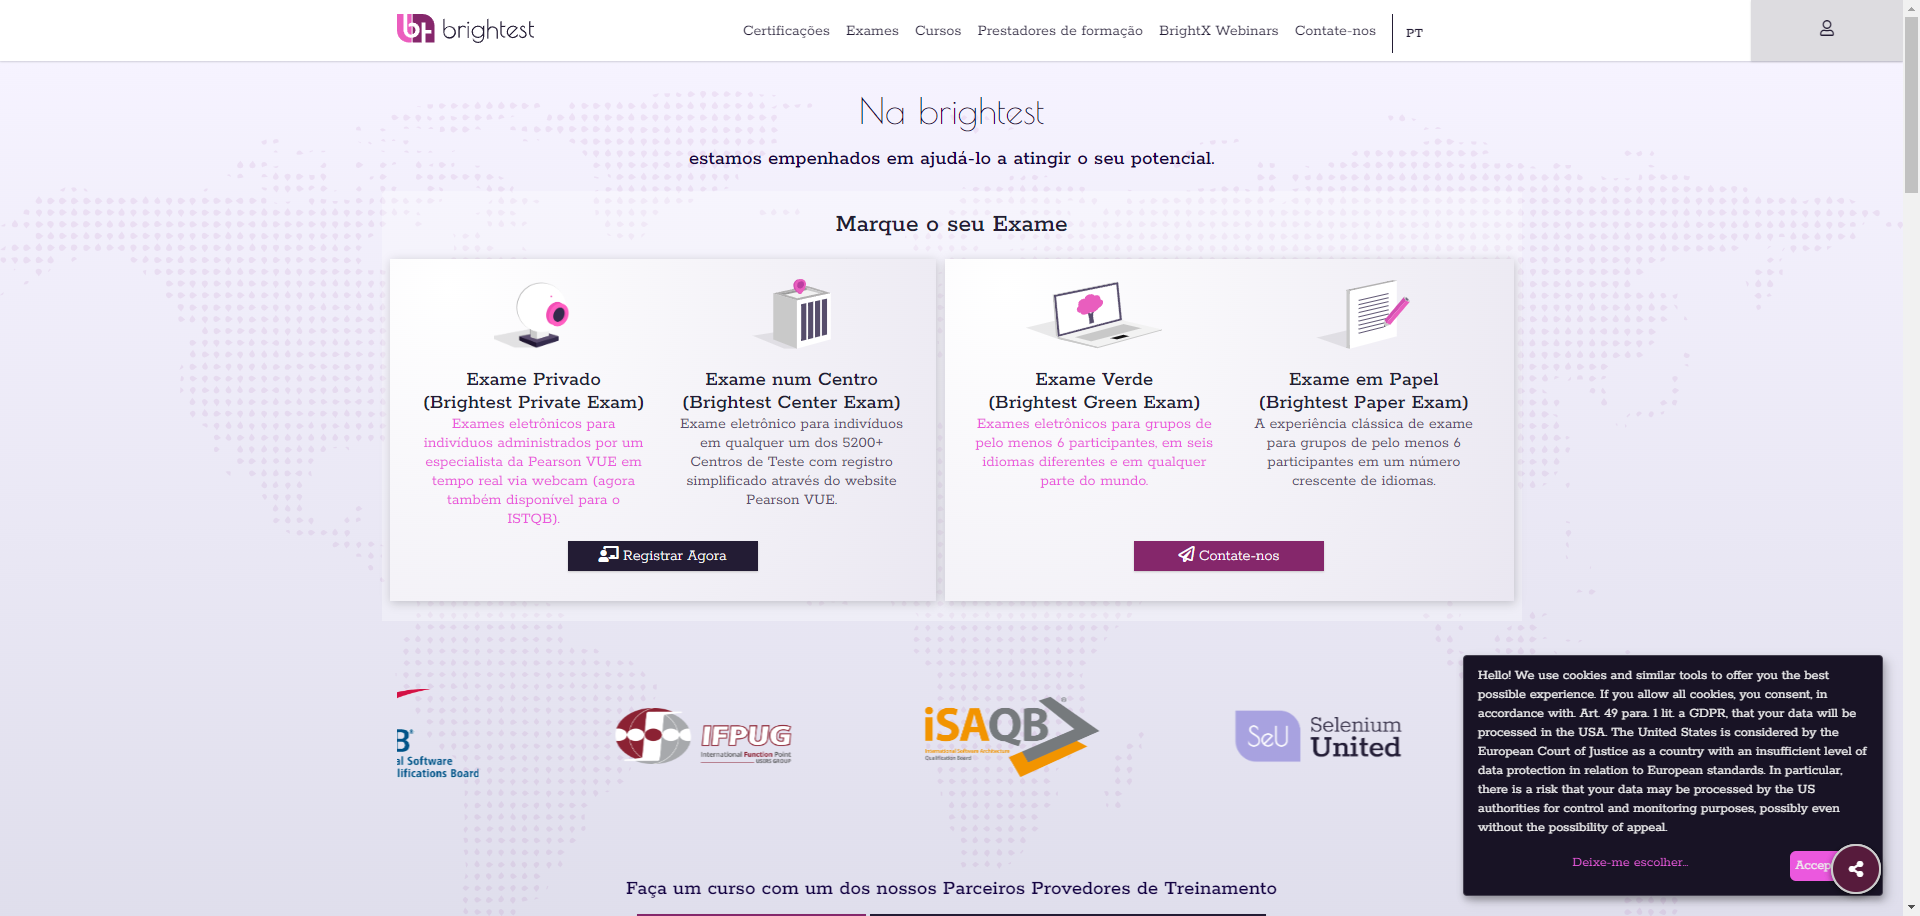 brightest
Certificações
Exames
Cursos
Prestadores de formação
BrightX Webinars
Contate-nos
PT
Na brightest
estamos empenhados em ajudá-lo a atingir o seu potencial.
Marque o seu Exame
Exame Privado
(Brightest Private Exam)
Exames eletrônicos para
indivíduos administrados por um
especialista da Pearson VUE em
tempo real via webcam (agora
também disponível para o
ISTQB).
Exame num Centro
(Brightest Center Exam)
Exame eletrônico para indivíduos
em qualquer um dos 5200+
Centros de Teste com registro
simplificado através do website
Pearson VUE.
Registrar Agora
Exame Verde
(Brightest Green Exam)
Exames eletrônicos para grupos de
pelo menos 6 participantes, em seis
idiomas diferentes e em qualquer
parte do mundo.
Exame em Papel
(Brightest Paper Exam)
A experiência clássica de exame
para grupos de pelo menos 6
participantes em um número
crescente de idiomas.
Contate-nos
B®
al Software
lifications Board
IFPUG
International Function Point
USERS GROUP
iSAQB®
International Software Architecture
Qualification Board
SeU
Selenium
United
Hello! We use cookies and similar tools to offer you the best
possible experience. If you allow all cookies, you consent, in
accordance with. Art. 49 para. 1 lit. a GDPR, that your data will be
processed in the USA. The United States is considered by the
European Court of Justice as a country with an insufficient level of
data protection in relation to European standards. In particular,
there is a risk that your data may be processed by the US
authorities for control and monitoring purposes, possibly even
without the possibility of appeal.
Deixe-me escolher...
Accep
Faça um curso com um dos nossos Parceiros Provedores de Treinamento